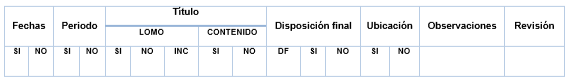 Título
Fechas Periodo Disposición final Ubicación Observaciones Revisión
LOMO CONTENIDO
SI NO SI NO SI NO INC SI NO DF SI NO SI NO